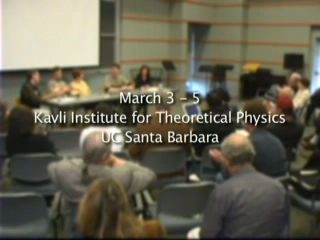 March 3 - 5
Kavli Institute for Theoretical Physics
UC Santa Barbara